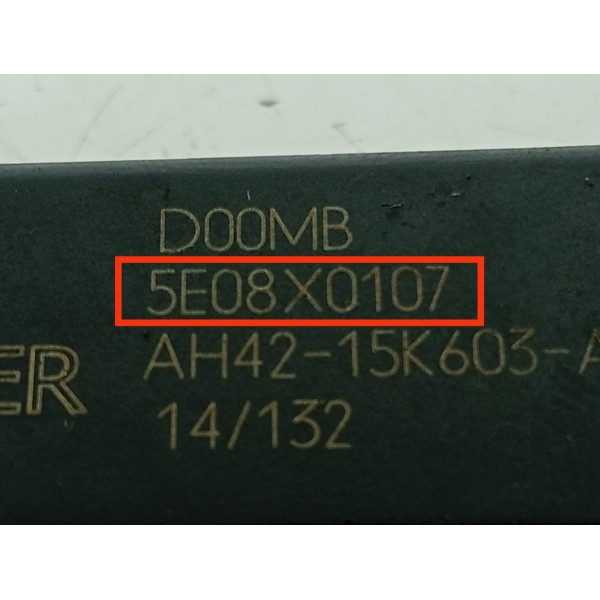 D00MB
5E08X0107
ER
AH42-15K603-A
14/132